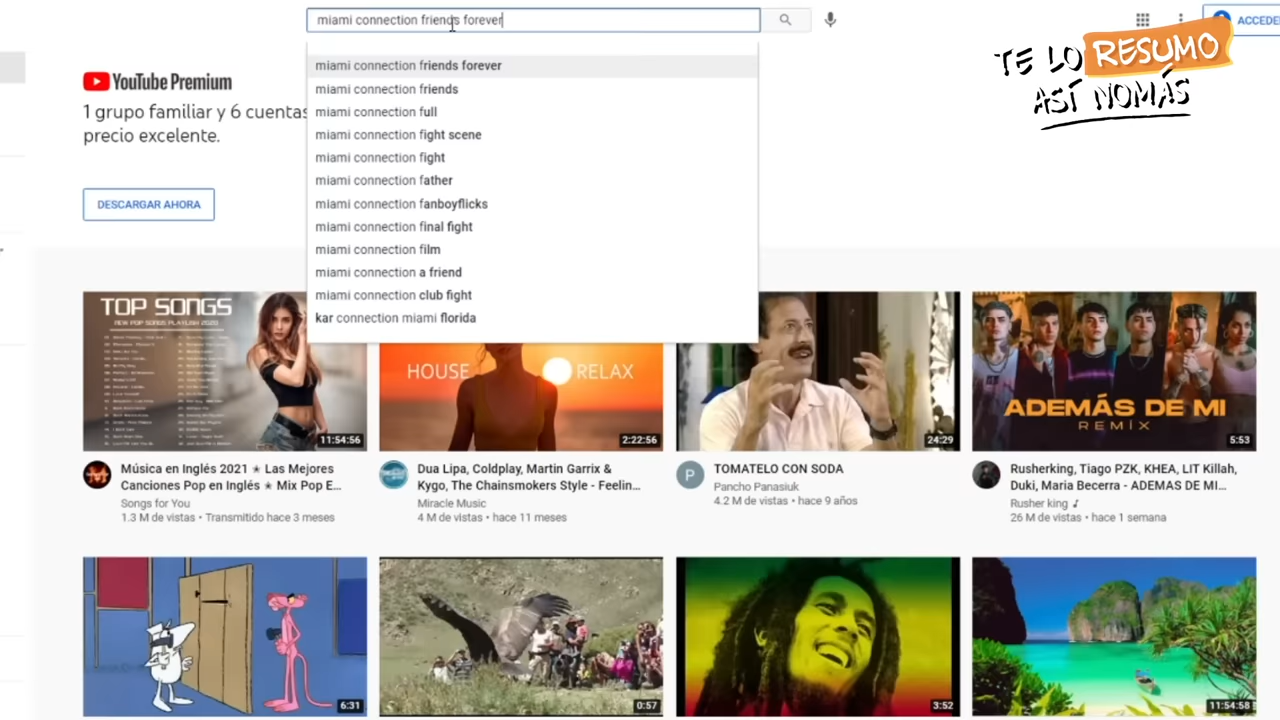 miami connection friends forever
ACCEDER
TE LO RESUMO
ASÍ NOMÁS
YouTube Premium
1 grupo familiar y 6 cuentas
precio excelente.
DESCARGAR AHORA
miami connection friends forever
miami connection friends
miami connection full
miami connection fight scene
miami connection fight
miami connection father
miami connection fanboyflicks
miami connection final fight
miami connection film
miami connection a friend
miami connection club fight
kar connection miami florida
TOP SONGS
NEW POP SONGS PLAYLIST 2021
11:54:56
HOUSE RELAX
2:22:56
24:29
ADEMÁS DE MI
REMIX
5:53
Música en Inglés 2021 ★ Las Mejores
Canciones Pop en Inglés ★ Mix Pop E...
Songs for You
1.3 M de vistas • Transmitido hace 3 meses
Dua Lipa, Coldplay, Martin Garrix &
Kygo, The Chainsmokers Style - Feelin...
Miracle Music
4 M de vistas • hace 11 meses
P
TOMATELO CON SODA
Pancho Panasiuk
4.2 M de vistas • hace 9 años
Rusherking, Tiago PZK, KHEA, LIT Killah,
Duki, Maria Becerra - ADEMAS DE MI...
Rusher king
26 M de vistas • hace 1 semana
6:31
0:57
3:52
11:54:58